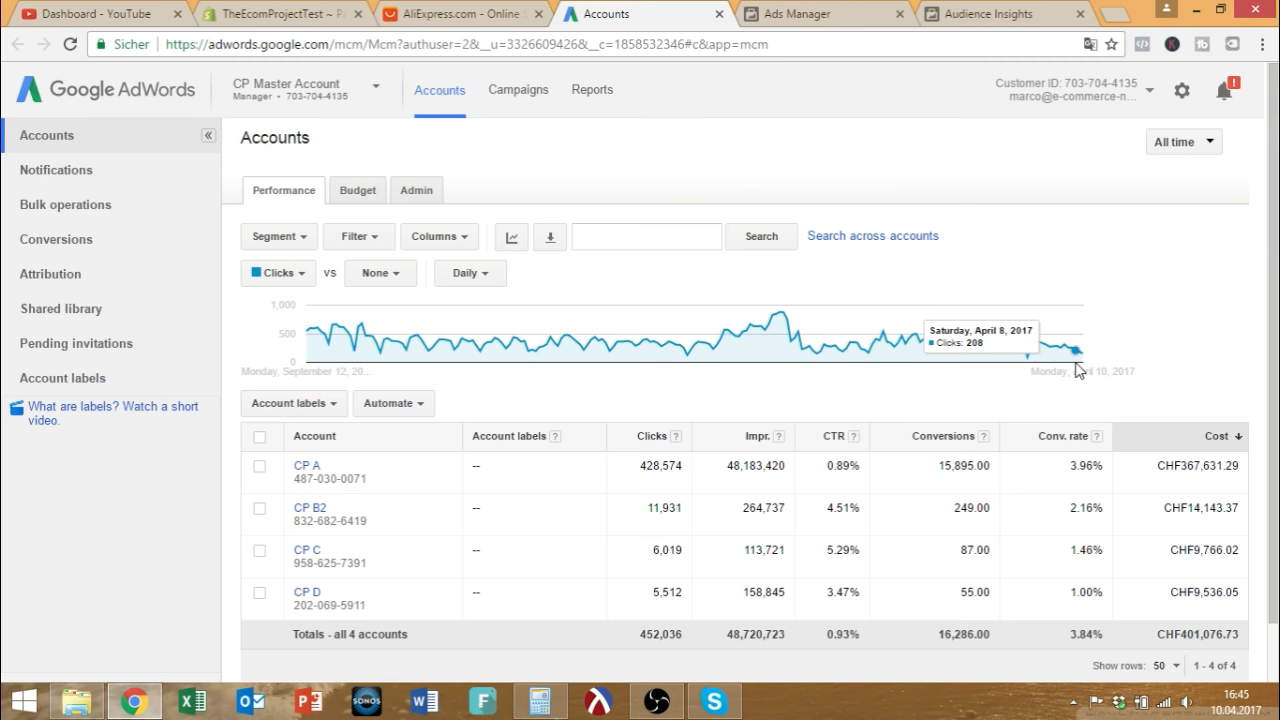 Dashboard - YouTube
TheEcomProjectTest ~
AliExpress.com - Online
Accounts
Ads Manager
Audience Insights
Sicher
https://adwords.google.com/mcm/Mcm?authuser=2&__u=3326609426&__c=1858532346#c&app=mcm
Google AdWords
CP Master Account
Manager • 703-704-4135
Accounts
Campaigns
Reports
Customer ID: 703-704-4135
marco@e-commerce-n...
!
Accounts
Notifications
Bulk operations
Conversions
Attribution
Shared library
Pending invitations
Account labels
What are labels? Watch a short
video.
Accounts
All time
Performance
Budget
Admin
Segment
Filter
Columns
Search
Search across accounts
Clicks
VS
None
Daily
1,000
500
0
Saturday, April 8, 2017
Clicks: 208
Monday, September 12, 20...
Account labels
Automate
Account
Account labels ?
Clicks ?
Impr. ?
CTR ?
Conversions ?
Conv. rate ?
Cost
CP A
487-030-0071
--
428,574
48,183,420
0.89%
15,895.00
3.96%
CHF367,631.29
CP B2
832-682-6419
--
11,931
264,737
4.51%
249.00
2.16%
CHF14,143.37
CP C
958-625-7391
--
6,019
113,721
5.29%
87.00
1.46%
CHF9,766.02
CP D
202-069-5911
--
5,512
158,845
3.47%
55.00
1.00%
CHF9,536.05
Totals - all 4 accounts
452,036
48,720,723
0.93%
16,286.00
3.84%
CHF401,076.73
Show rows: 50
1 - 4 of 4
SONOS
16:45
10.04.2017